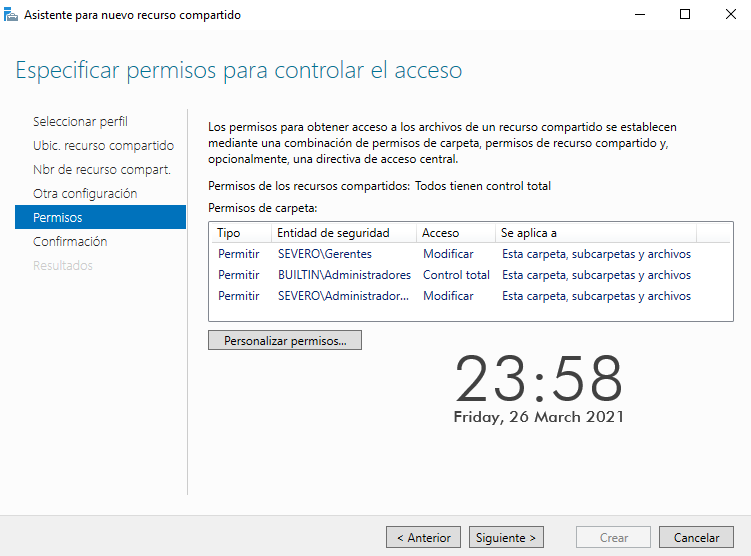 Asistente para nuevo recurso compartido
Especificar permisos para controlar el acceso
Seleccionar perfil
Ubic. recurso compartido
Nbr de recurso compart.
Otra configuración
Permisos
Confirmación
Resultados
Los permisos para obtener acceso a los archivos de un recurso compartido se establecen
mediante una combinación de permisos de carpeta, permisos de recurso compartido y,
opcionalmente, una directiva de acceso central.
Permisos de los recursos compartidos: Todos tienen control total
Permisos de carpeta:
Tipo Entidad de seguridad Acceso Se aplica a
Permitir SEVERO\Gerentes Modificar Esta carpeta, subcarpetas y archivos
Permitir BUILTIN\Administradores Control total Esta carpeta, subcarpetas y archivos
Permitir SEVERO\Administrador... Modificar Esta carpeta, subcarpetas y archivos
Personalizar permisos...
23:58
Friday, 26 March 2021
< Anterior Siguiente > Crear Cancelar